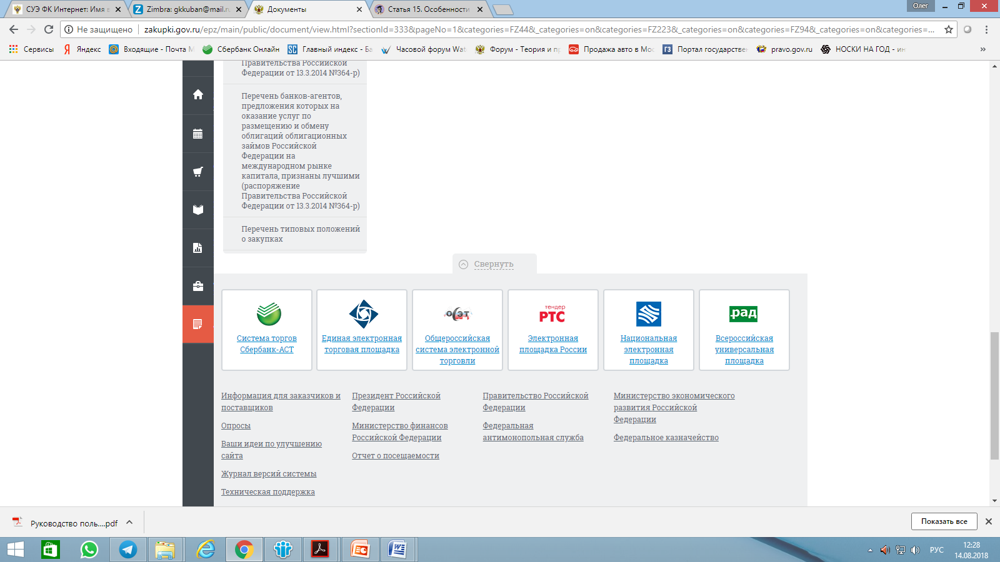 СУЭ ФК Интернет: Имя в
Zimbra: gkkuban@mail.ru
Документы
Статья 15. Особенности
Олег
Не защищено
zakupki.gov.ru/epz/main/public/document/view.html?sectionId=333&pageNo=1&categories=FZ44&_categories=on&categories=FZ223&_categories=on&categories=FZ94&_categories=on&categories=...
Сервисы
Яндекс
Входящие - Почта M
Сбербанк Онлайн
Главный индекс - Ба
Часовой форум Wat
Форум - Теория и пр
Продажа авто в Мос
Портал государстве
pravo.gov.ru
НОСКИ НА ГОД - ин
»
Правительства Российской
Федерации от 13.3.2014 №364-р)
Перечень банков-агентов,
предложения которых на
оказание услуг по
размещению и обмену
облигаций облигационных
займов Российской
Федерации на
международном рынке
капитала, признаны лучшими
(распоряжение
Правительства Российской
Федерации от 13.3.2014 №364-р)
Перечень типовых положений
о закупках
Свернуть
Система торгов
Сбербанк-АСТ
Единая электронная
торговая площадка
ОСЭТ
Общероссийская
система электронной
торговли
тендер
РТС
Электронная
площадка России
Национальная
электронная
площадка
рад
Всероссийская
универсальная
площадка
Информация для заказчиков и
поставщиков
Опросы
Ваши идеи по улучшению
сайта
Журнал версий системы
Техническая поддержка
Президент Российской
Федерации
Министерство финансов
Российской Федерации
Отчет о посещаемости
Правительство Российской
Федерации
Федеральная
антимонопольная служба
Министерство экономического
развития Российской
Федерации
Федеральное казначейство
Руководство поль....pdf
Показать все
РУС
12:28
14.08.2018